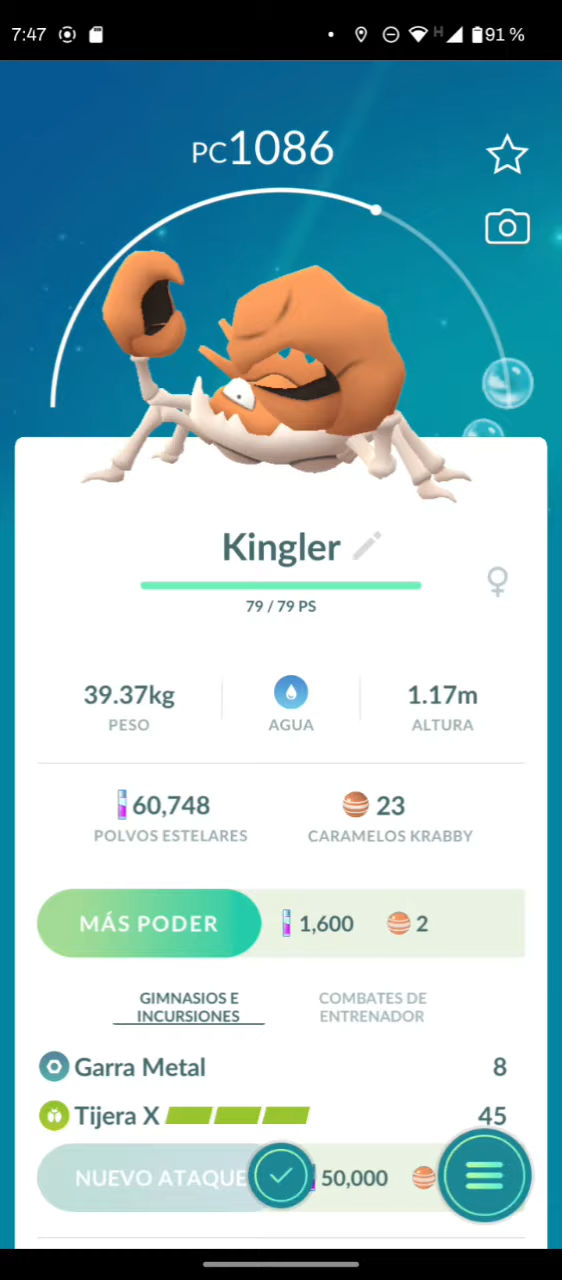 7:47 H 91 %
PC1086
Kingler
79 / 79 PS
39.37kg 1.17m
PESO AGUA ALTURA
60,748 23
POLVOS ESTELARES CARAMELOS KRABBY
MÁS PODER 1,600 2
GIMNASIOS E
INCURSIONES
COMBATES DE
ENTRENADOR
Garra Metal 8
Tijera X 45
NUEVO ATAQUE 50,000